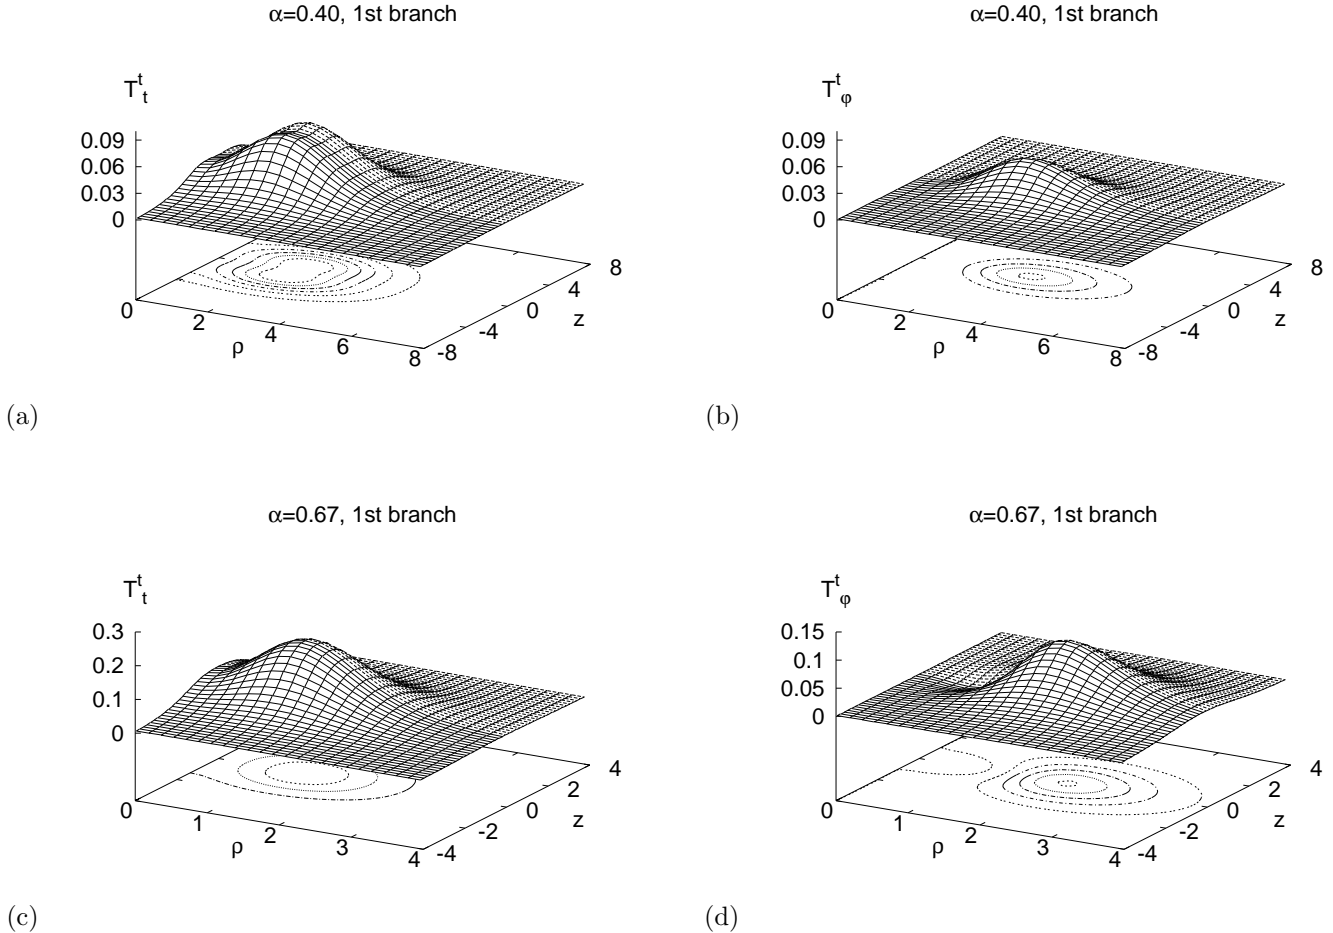 α=0.40, 1st branch
T^t_t
0.09
0.06
0.03
0
0
2
4
6
8
ρ
-8
-4
0
4
8
z
(a)
α=0.40, 1st branch
T^t_φ
0.09
0.06
0.03
0
0
2
4
6
8
ρ
-8
-4
0
4
8
z
(b)
α=0.67, 1st branch
T^t_t
0.3
0.2
0.1
0
0
1
2
3
4
ρ
-4
-2
0
2
4
z
(c)
α=0.67, 1st branch
T^t_φ
0.15
0.1
0.05
0
0
1
2
3
4
ρ
-4
-2
0
2
4
z
(d)